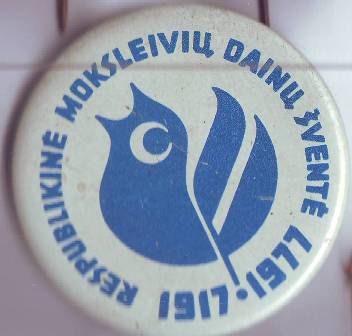 RESPUBLIKINĖ MOKSLEIVIŲ DAINŲ ŠVENTĖ
1917•1977